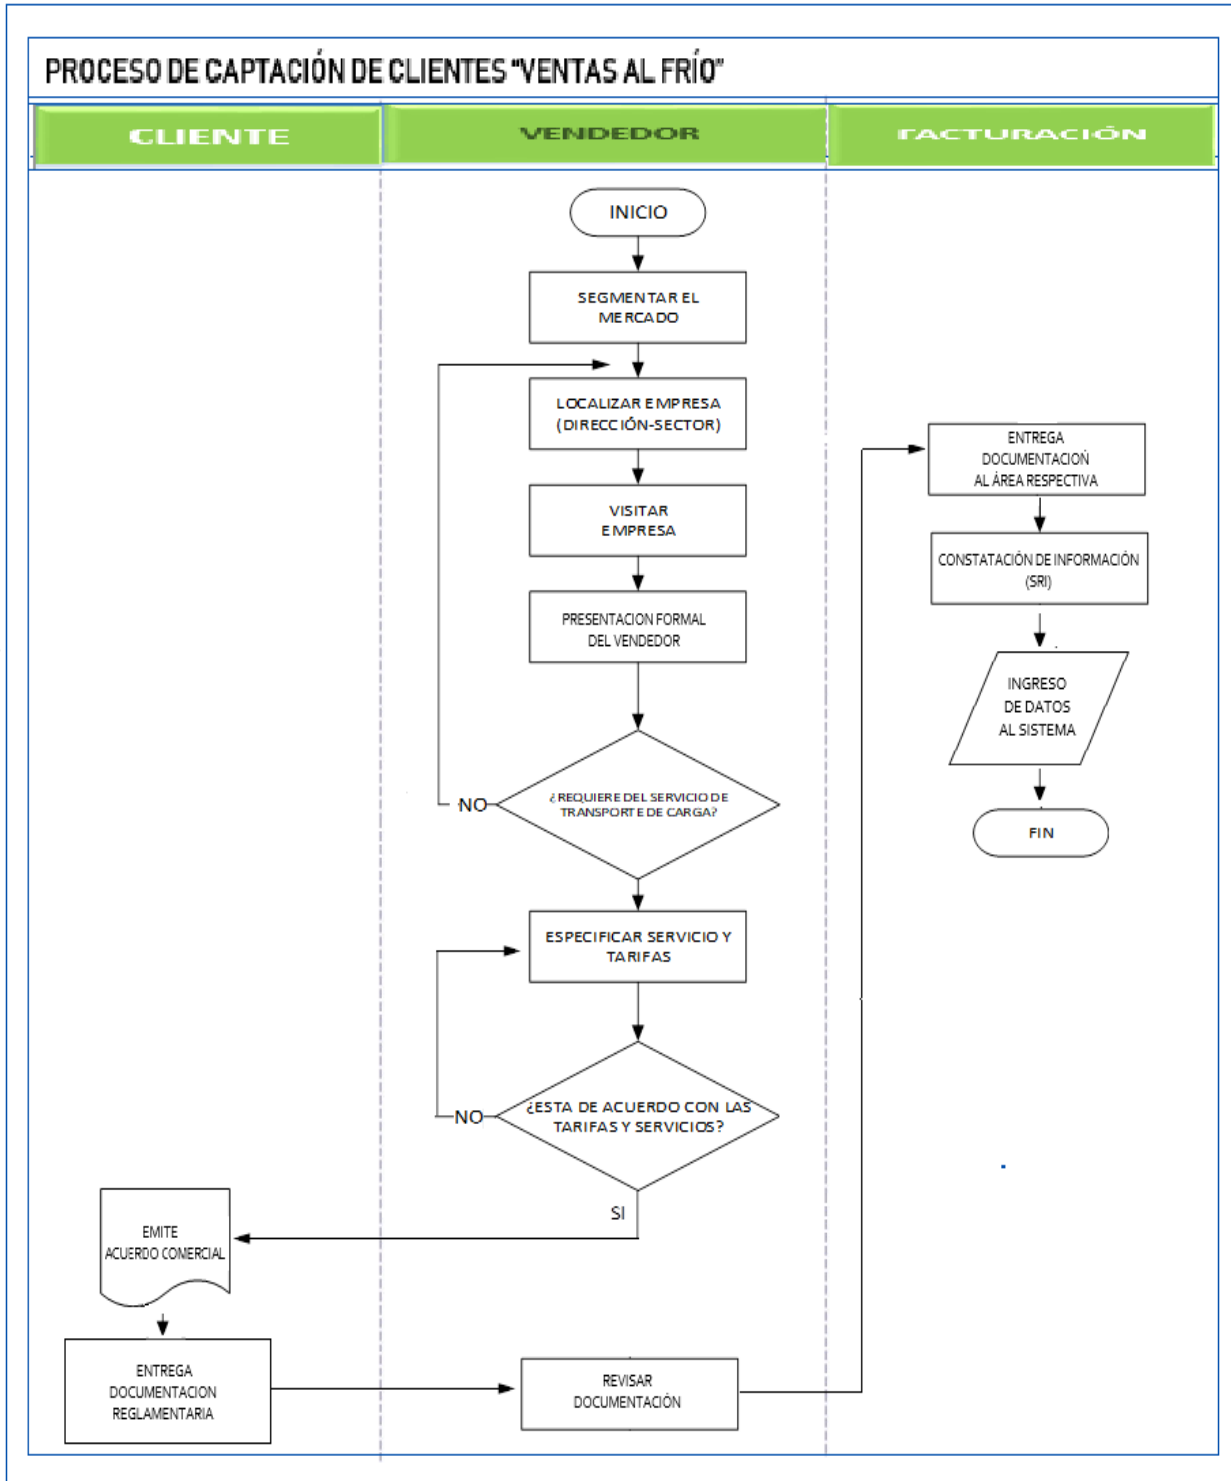 PROCESO DE CAPTACIÓN DE CLIENTES "VENTAS AL FRÍO"
CLIENTE
VENDEDOR
FACTURACIÓN
INICIO
SEGMENTAR EL
MERCADO
LOCALIZAR EMPRESA
(DIRECCIÓN-SECTOR)
VISITAR
EMPRESA
PRESENTACION FORMAL
DEL VENDEDOR
¿REQUIERE DEL SERVICIO DE
TRANSPORTE DE CARGA?
NO
ESPECIFICAR SERVICIO Y
TARIFAS
¿ESTA DE ACUERDO CON LAS
TARIFAS Y SERVICIOS?
NO
SI
EMITE
ACUERDO COMERCIAL
ENTREGA
DOCUMENTACION
REGLAMENTARIA
REVISAR
DOCUMENTACIÓN
ENTREGA
DOCUMENTACIÓN
AL ÁREA RESPECTIVA
CONSTATACIÓN DE INFORMACIÓN
(SRI)
INGRESO
DE DATOS
AL SISTEMA
FIN